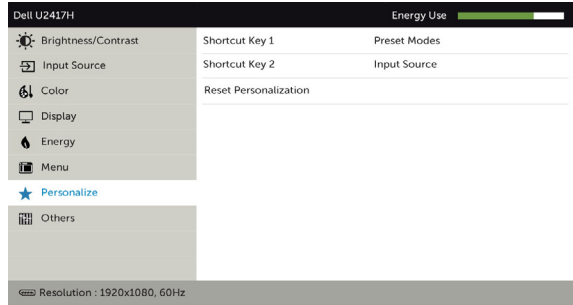 Dell U2417H Energy Use
Brightness/Contrast Shortcut Key 1 Preset Modes
Input Source Shortcut Key 2 Input Source
Color Reset Personalization
Display
Energy
Menu
Personalize
Others
Resolution : 1920x1080, 60Hz